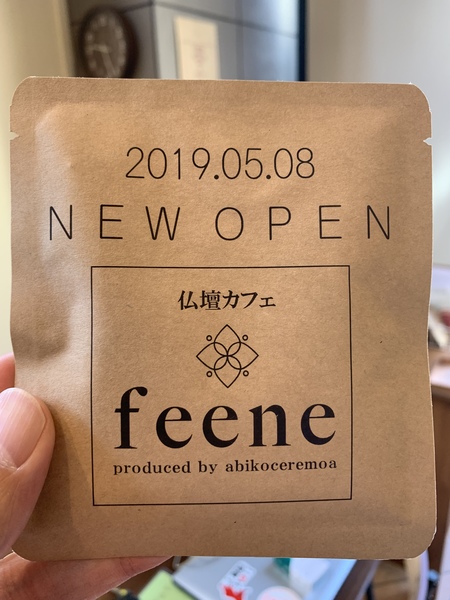 2019.05.08
NEW OPEN
仏壇カフェ
feene
produced by abikoceremoa